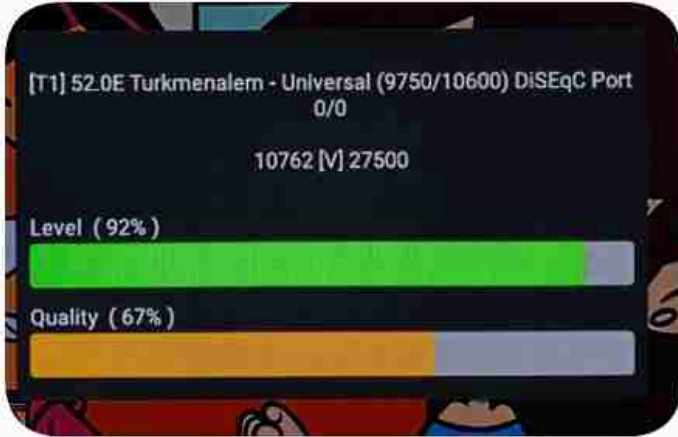 [T1] 52.0E Turkmenalem - Universal (9750/10600) DiSEqC Port
0/0
10762 [V] 27500
Level ( 92% )
Quality ( 67% )